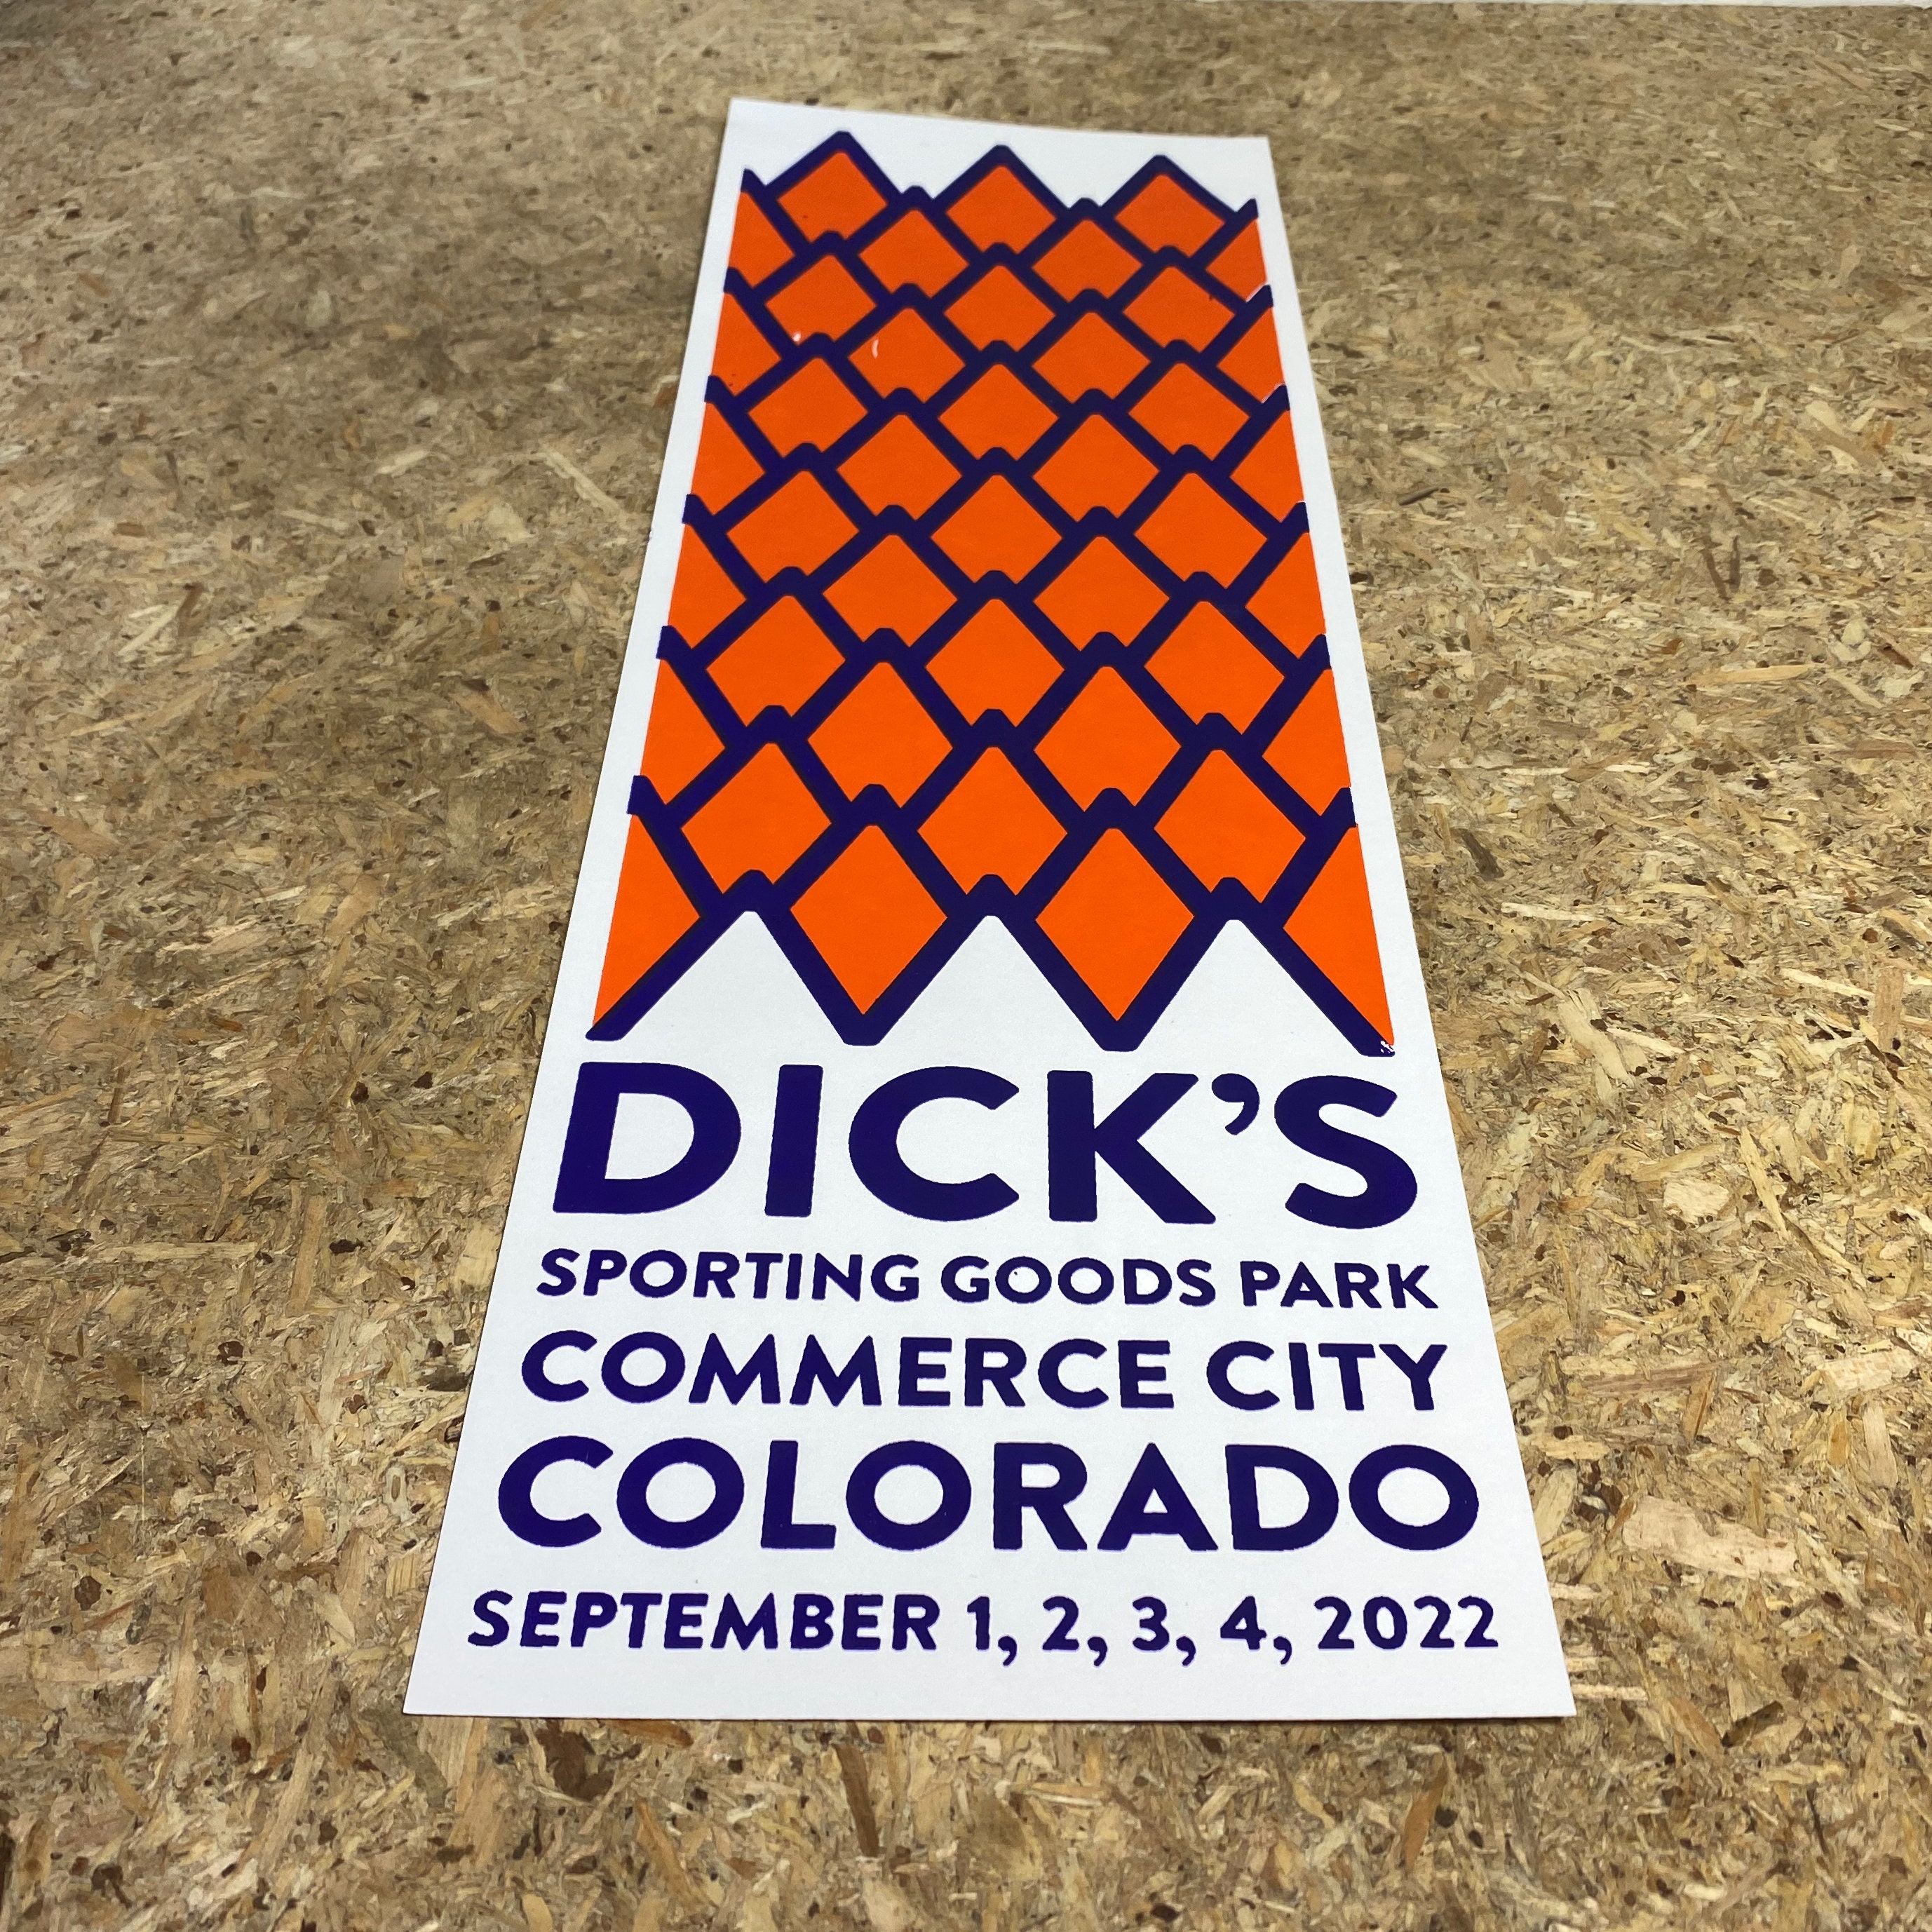 DICK'S
SPORTING GOODS PARK
COMMERCE CITY
COLORADO
SEPTEMBER 1, 2, 3, 4, 2022